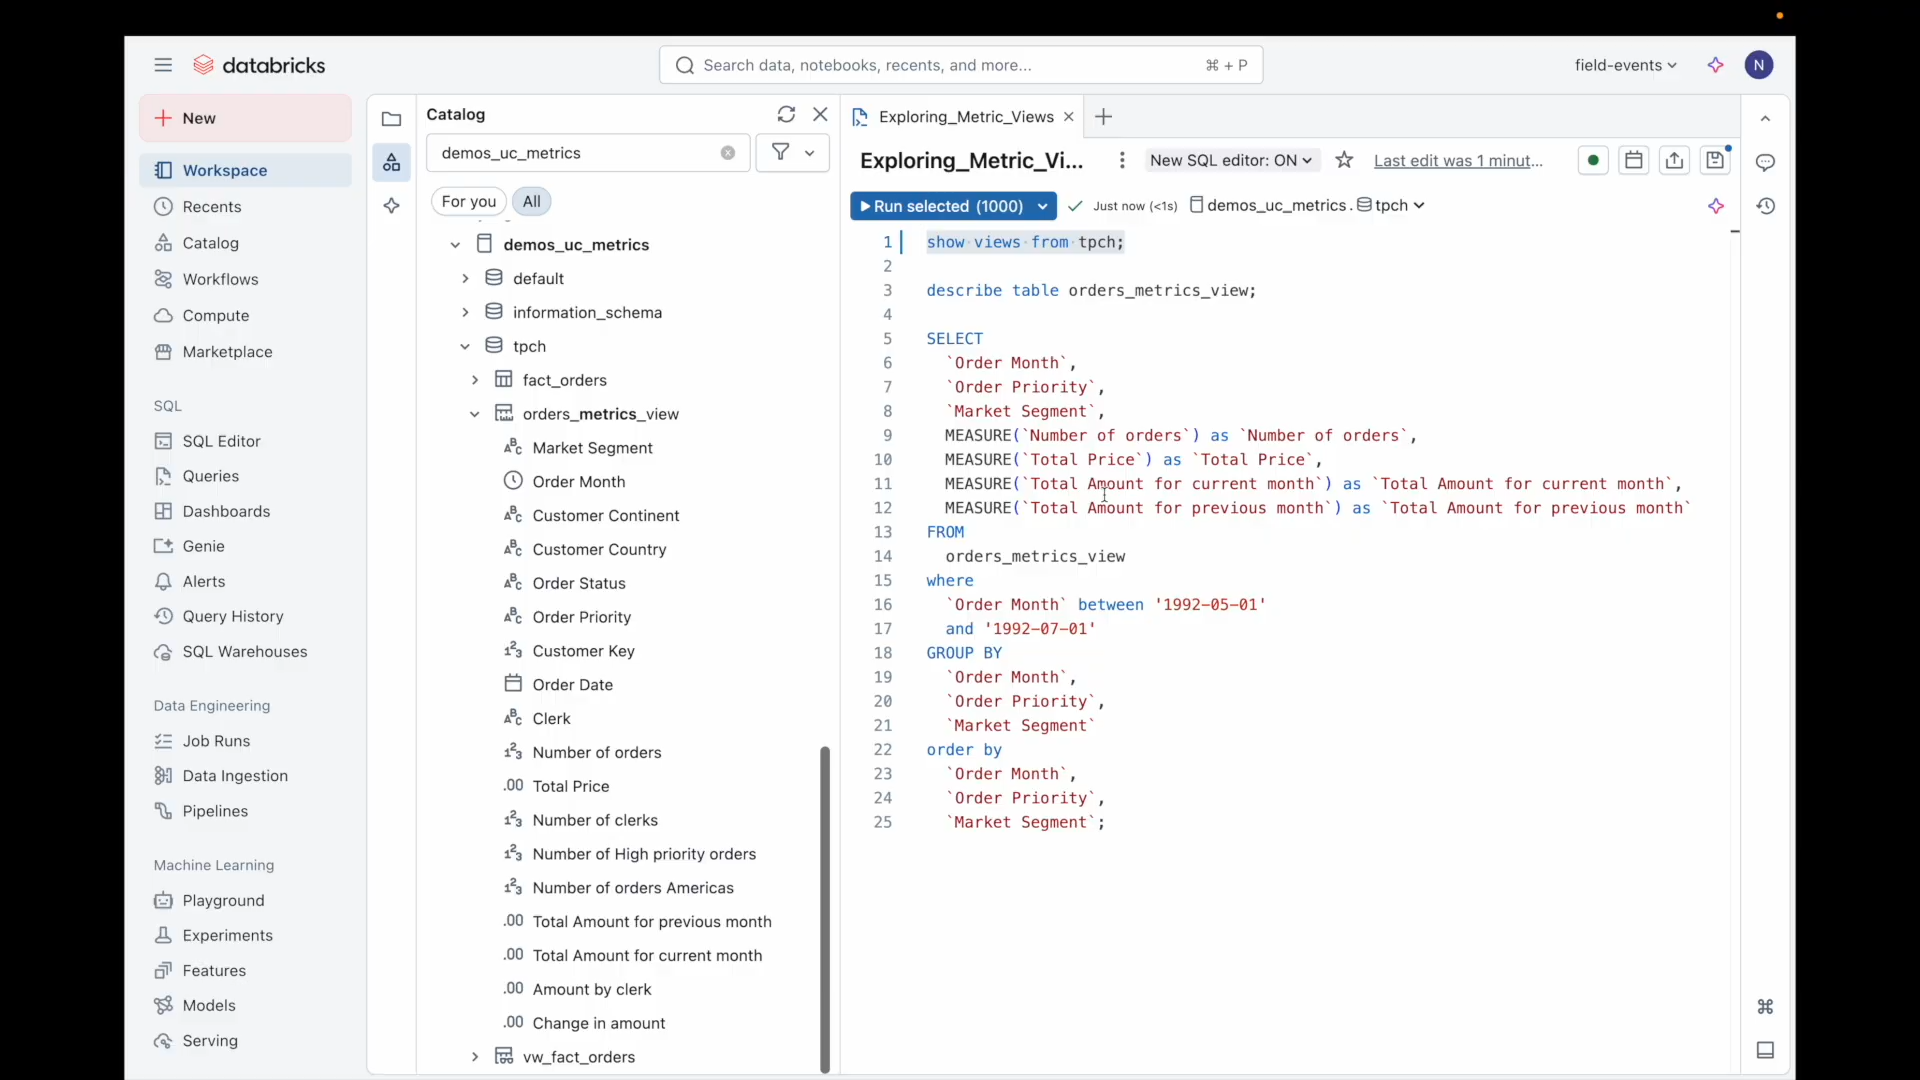 databricks
Search data, notebooks, recents, and more...
⌘ + P
field-events
N
New
Workspace
Recents
Catalog
Workflows
Compute
Marketplace
SQL
SQL Editor
Queries
Dashboards
Genie
Alerts
Query History
SQL Warehouses
Data Engineering
Job Runs
Data Ingestion
Pipelines
Machine Learning
Playground
Experiments
Features
Models
Serving
Catalog
demos_uc_metrics
For you
All
demos_uc_metrics
default
information_schema
tpch
fact_orders
orders_metrics_view
Market Segment
Order Month
Customer Continent
Customer Country
Order Status
Order Priority
Customer Key
Order Date
Clerk
Number of orders
Total Price
Number of clerks
Number of High priority orders
Number of orders Americas
Total Amount for previous month
Total Amount for current month
Amount by clerk
Change in amount
vw_fact_orders
Exploring_Metric_Views
Exploring_Metric_Vi...
New SQL editor: ON
Last edit was 1 minut...
Run selected (1000)
Just now (<1s)
demos_uc_metrics. tpch
1 show views from tpch;
2
3 describe table orders_metrics_view;
4
5 SELECT
6 `Order Month`,
7 `Order Priority`,
8 `Market Segment`,
9 MEASURE(`Number of orders`) as `Number of orders`,
10 MEASURE(`Total Price`) as `Total Price`,
11 MEASURE(`Total Amount for current month`) as `Total Amount for current month`,
12 MEASURE(`Total Amount for previous month`) as `Total Amount for previous month`
13 FROM
14 orders_metrics_view
15 where
16 `Order Month` between '1992-05-01'
17 and '1992-07-01'
18 GROUP BY
19 `Order Month`,
20 `Order Priority`,
21 `Market Segment`
22 order by
23 `Order Month`,
24 `Order Priority`,
25 `Market Segment`;